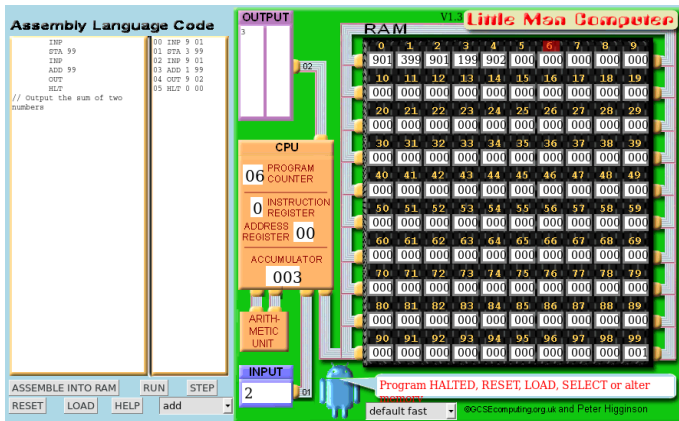 Assembly Language Code
INP
STA 99
INP
ADD 99
OUT
HLT
// Output the sum of two
numbers
00 INP 9 01
01 STA 3 99
02 INP 9 01
03 ADD 1 99
04 OUT 9 02
05 HLT 0 00
ASSEMBLE INTO RAM
RUN
STEP
RESET
LOAD
HELP
add
OUTPUT
3
02
CPU
06 PROGRAM
COUNTER
0 INSTRUCTION
REGISTER
ADDRESS
REGISTER 00
ACCUMULATOR
003
ARITH-
METIC
UNIT
INPUT
2
01
V1.3
Little Man Computer
RAM
0 1 2 3 4 5 6 7 8 9
901 399 901 199 902 000 000 000 000 000
10 11 12 13 14 15 16 17 18 19
000 000 000 000 000 000 000 000 000 000
20 21 22 23 24 25 26 27 28 29
000 000 000 000 000 000 000 000 000 000
30 31 32 33 34 35 36 37 38 39
000 000 000 000 000 000 000 000 000 000
40 41 42 43 44 45 46 47 48 49
000 000 000 000 000 000 000 000 000 000
50 51 52 53 54 55 56 57 58 59
000 000 000 000 000 000 000 000 000 000
60 61 62 63 64 65 66 67 68 69
000 000 000 000 000 000 000 000 000 000
70 71 72 73 74 75 76 77 78 79
000 000 000 000 000 000 000 000 000 000
80 81 82 83 84 85 86 87 88 89
000 000 000 000 000 000 000 000 000 000
90 91 92 93 94 95 96 97 98 99
000 000 000 000 000 000 000 000 000 001
Program HALTED, RESET, LOAD, SELECT or alter
memory
default fast
©GCSEcomputing.org.uk and Peter Higginson